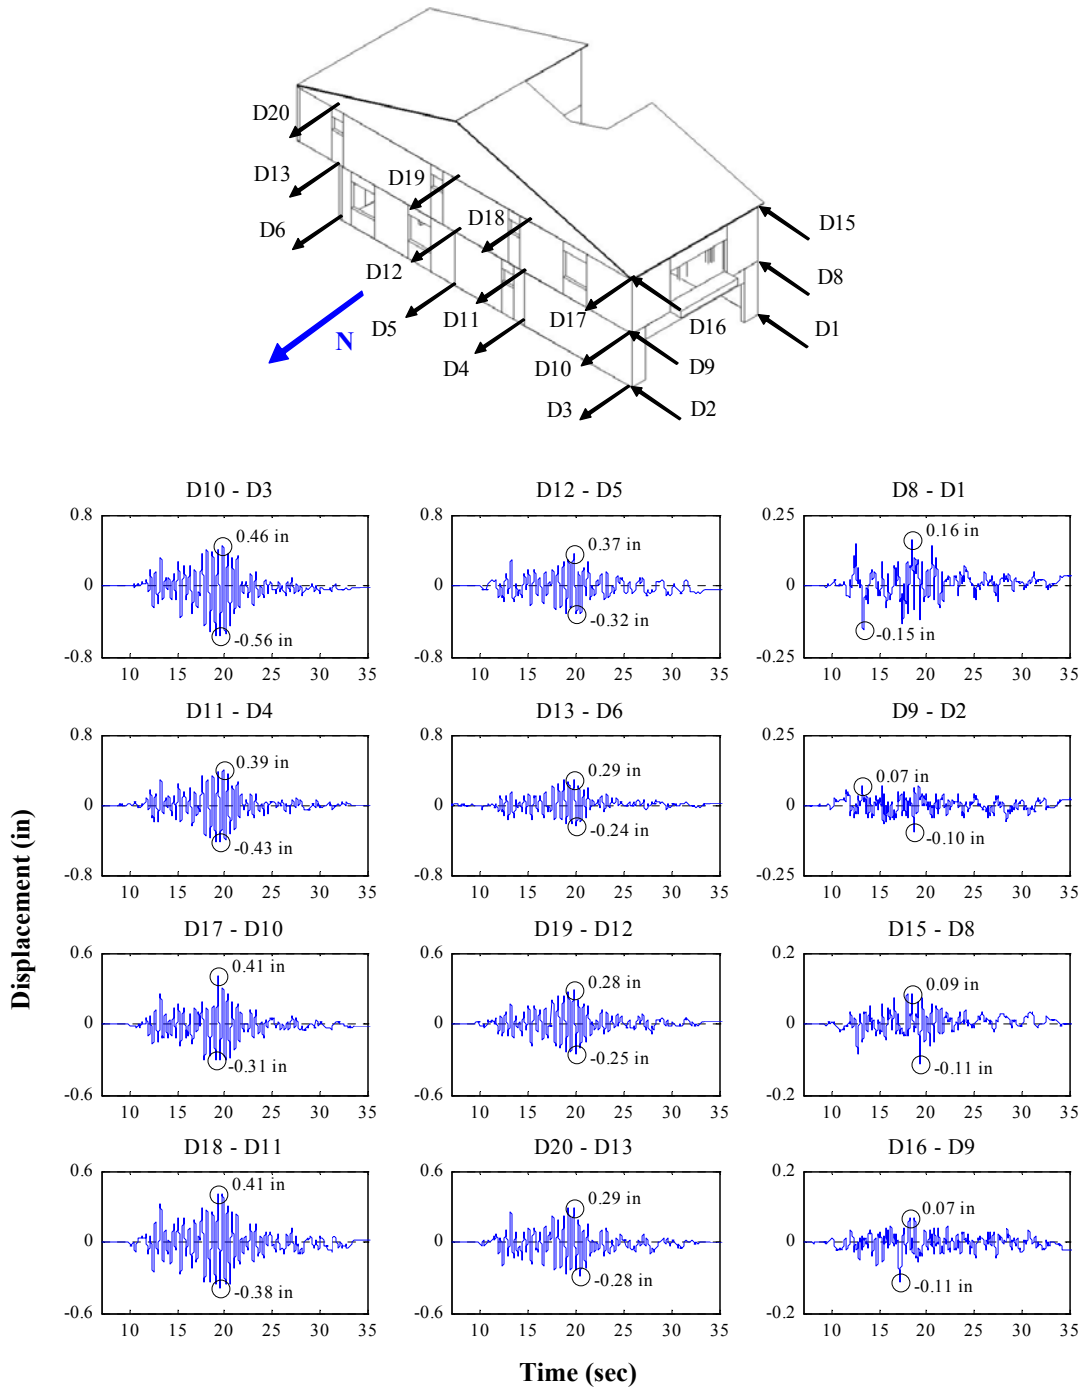 D20
D13
D6
D19
D18
D12
D5
D11
D4
D17
D10
D3
D16
D9
D2
D15
D8
D1
N
D10 - D3
0.8
0
-0.8
0.46 in
-0.56 in
10 15 20 25 30 35
D12 - D5
0.8
0
-0.8
0.37 in
-0.32 in
10 15 20 25 30 35
D8 - D1
0.25
0
-0.25
0.16 in
-0.15 in
10 15 20 25 30 35
D11 - D4
0.8
0
-0.8
0.39 in
-0.43 in
10 15 20 25 30 35
D13 - D6
0.8
0
-0.8
0.29 in
-0.24 in
10 15 20 25 30 35
D9 - D2
0.25
0
-0.25
0.07 in
-0.10 in
10 15 20 25 30 35
D17 - D10
0.6
0
-0.6
0.41 in
-0.31 in
10 15 20 25 30 35
D19 - D12
0.6
0
-0.6
0.28 in
-0.25 in
10 15 20 25 30 35
D15 - D8
0.2
0
-0.2
0.09 in
-0.11 in
10 15 20 25 30 35
D18 - D11
0.6
0
-0.6
0.41 in
-0.38 in
10 15 20 25 30 35
D20 - D13
0.6
0
-0.6
0.29 in
-0.28 in
10 15 20 25 30 35
D16 - D9
0.2
0
-0.2
0.07 in
-0.11 in
10 15 20 25 30 35
Displacement (in)
Time (sec)